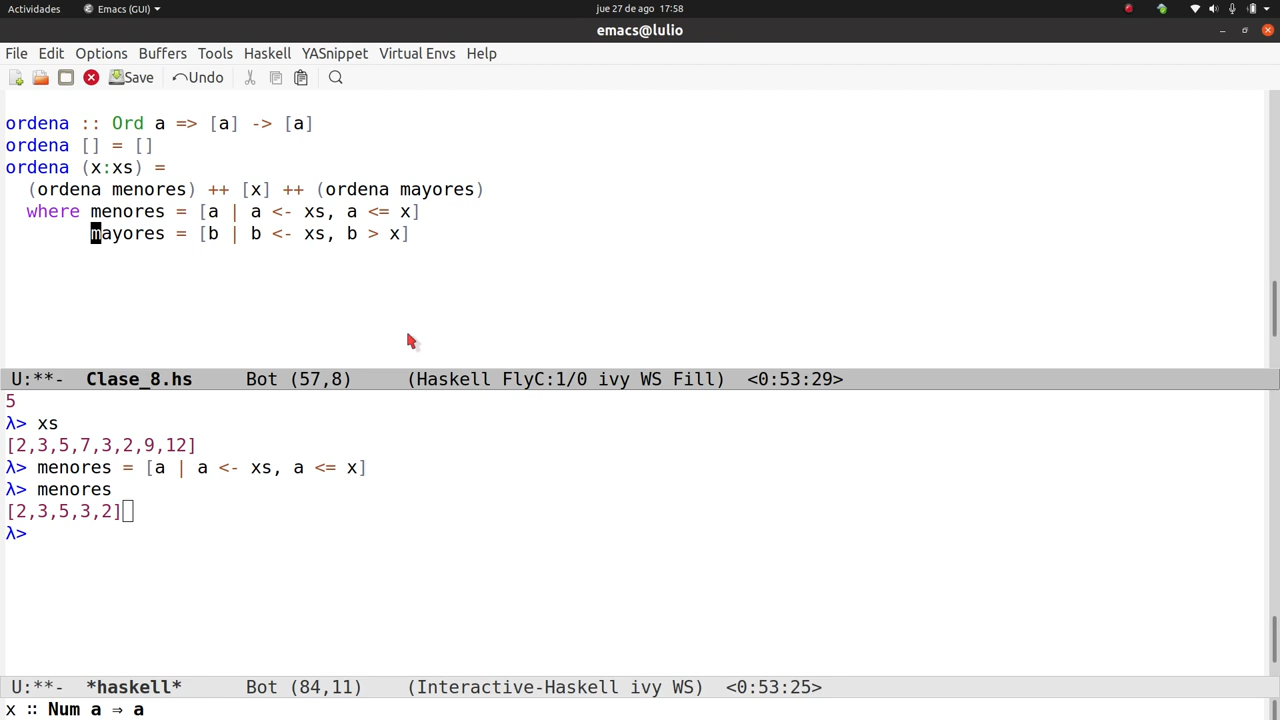 Actividades Emacs (GUI) jue 27 de ago 17:58
emacs@lulio
File Edit Options Buffers Tools Haskell YASnippet Virtual Envs Help
Save Undo
ordena :: Ord a => [a] -> [a]
ordena [] = []
ordena (x:xs) =
(ordena menores) ++ [x] ++ (ordena mayores)
where menores = [a | a <- xs, a <= x]
mayores = [b | b <- xs, b > x]
U:**- Clase_8.hs Bot (57,8) (Haskell FlyC:1/0 ivy WS Fill) <0:53:29>
5
λ> xs
[2,3,5,7,3,2,9,12]
λ> menores = [a | a <- xs, a <= x]
λ> menores
[2,3,5,3,2]
λ>
U:**- *haskell* Bot (84,11) (Interactive-Haskell ivy WS) <0:53:25>
x ∷ Num a ⇒ a